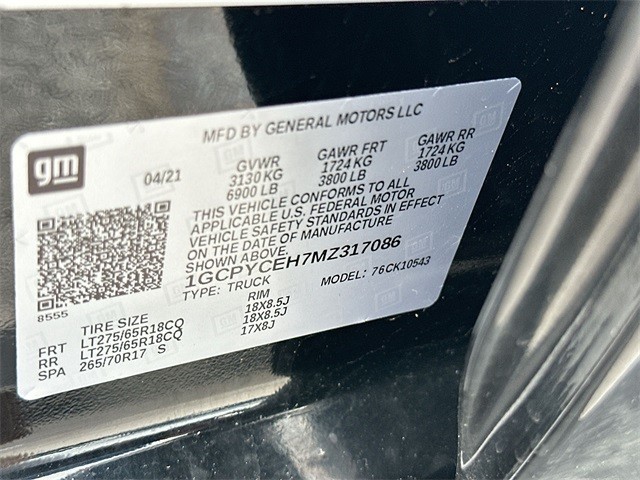 MFD BY GENERAL MOTORS LLC
gm
04/21
GVWR
3130 KG
6900 LB
GAWR FRT
1724 KG
3800 LB
GAWR RR
1724 KG
3800 LB
THIS VEHICLE CONFORMS TO ALL
APPLICABLE U.S. FEDERAL MOTOR
VEHICLE SAFETY STANDARDS IN EFFECT
ON THE DATE OF MANUFACTURE
SHOWN ABOVE
1GCPYCEH7MZ317086
TYPE: TRUCK
MODEL: 76CK10543
8555
TIRE SIZE
RIM
FRT LT275/65R18CQ 18X8.5J
RR LT275/65R18CQ 18X8.5J
SPA 265/70R17 S 17X8J